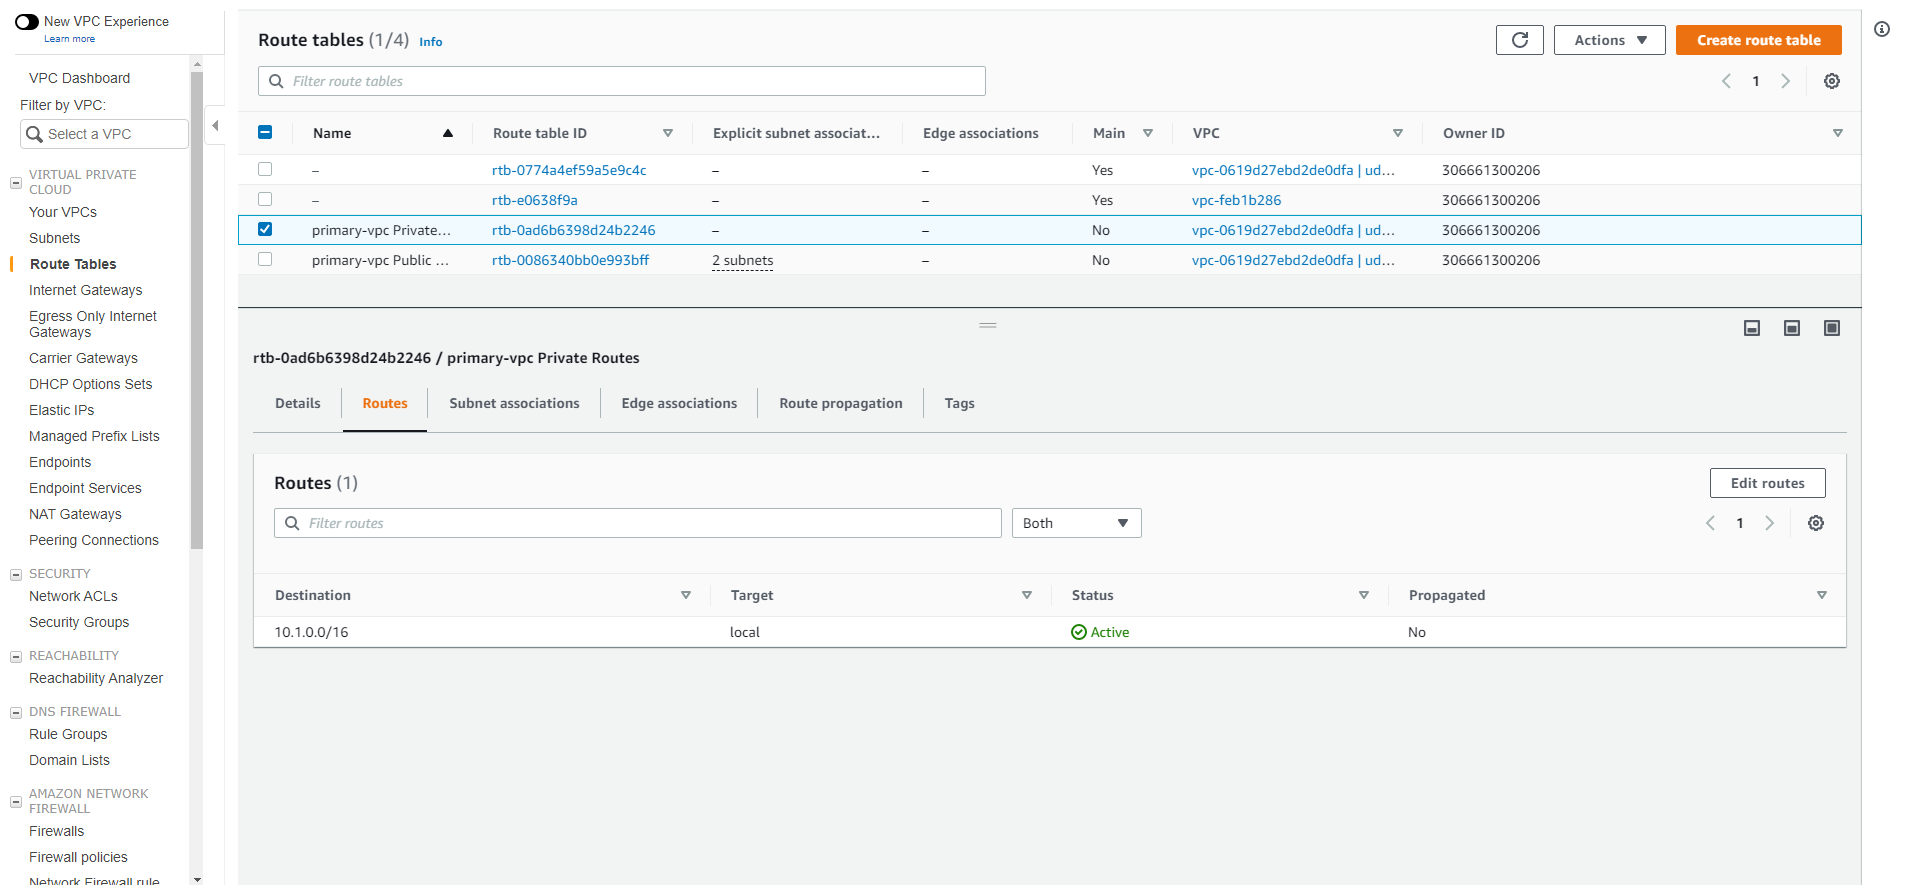 New VPC Experience
Learn more
VPC Dashboard
Filter by VPC:
Select a VPC
VIRTUAL PRIVATE
CLOUD
Your VPCs
Subnets
Route Tables
Internet Gateways
Egress Only Internet
Gateways
Carrier Gateways
DHCP Options Sets
Elastic IPs
Managed Prefix Lists
Endpoints
Endpoint Services
NAT Gateways
Peering Connections
SECURITY
Network ACLs
Security Groups
REACHABILITY
Reachability Analyzer
DNS FIREWALL
Rule Groups
Domain Lists
AMAZON NETWORK
FIREWALL
Firewalls
Firewall policies
Network Firewall rule
Route tables (1/4) Info
Actions
Create route table
Filter route tables
1
Name Route table ID Explicit subnet associat... Edge associations Main VPC Owner ID
– rtb-0774a4ef59a5e9c4c – – Yes vpc-0619d27ebd2de0dfa | ud... 306661300206
– rtb-e0638f9a – – Yes vpc-feb1b286 306661300206
primary-vpc Private... rtb-0ad6b6398d24b2246 – – No vpc-0619d27ebd2de0dfa | ud... 306661300206
primary-vpc Public ... rtb-0086340bb0e993bff 2 subnets – No vpc-0619d27ebd2de0dfa | ud... 306661300206
rtb-0ad6b6398d24b2246 / primary-vpc Private Routes
Details Routes Subnet associations Edge associations Route propagation Tags
Routes (1)
Edit routes
Filter routes
Both
1
Destination Target Status Propagated
10.1.0.0/16 local Active No